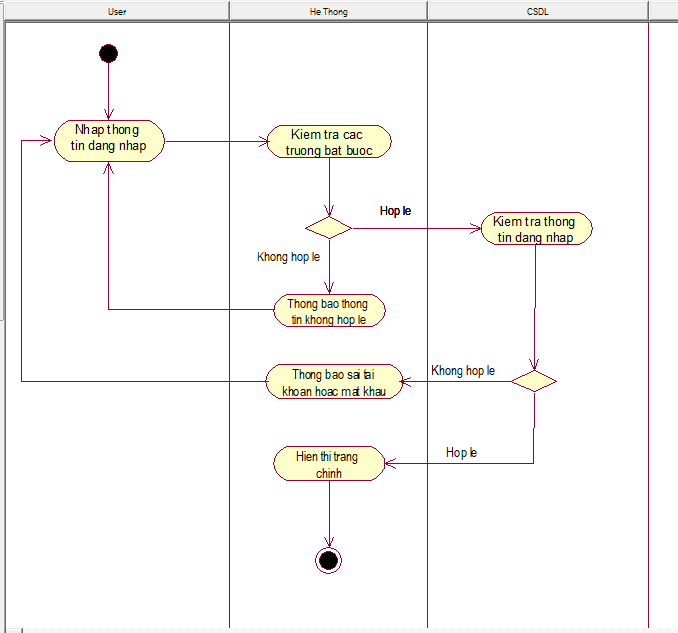 User
He Thong
CSDL
Nhap thong
tin dang nhap
Kiem tra cac
truong bat buoc
Hop le
Kiem tra thong
tin dang nhap
Khong hop le
Thong bao thong
tin khong hop le
Thong bao sai tai
khoan hoac mat khau
Khong hop le
Hop le
Hien thi trang
chinh